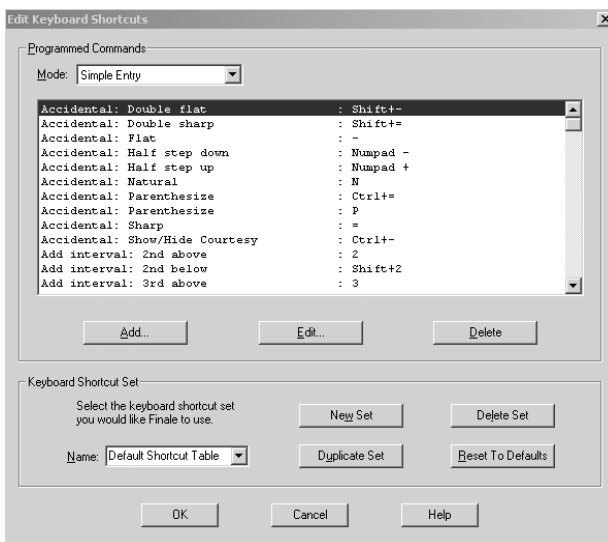 Edit Keyboard Shortcuts
Programmed Commands
Mode: Simple Entry
Accidental: Double flat : Shift+-
Accidental: Double sharp : Shift+=
Accidental: Flat : -
Accidental: Half step down : Numpad -
Accidental: Half step up : Numpad +
Accidental: Natural : N
Accidental: Parenthesize : Ctrl+=
Accidental: Parenthesize : P
Accidental: Sharp : =
Accidental: Show/Hide Courtesy : Ctrl+-
Add interval: 2nd above : 2
Add interval: 2nd below : Shift+2
Add interval: 3rd above : 3
Add... Edit... Delete
Keyboard Shortcut Set
Select the keyboard shortcut set
you would like Finale to use.
New Set Delete Set
Name: Default Shortcut Table Duplicate Set Reset To Defaults
OK Cancel Help